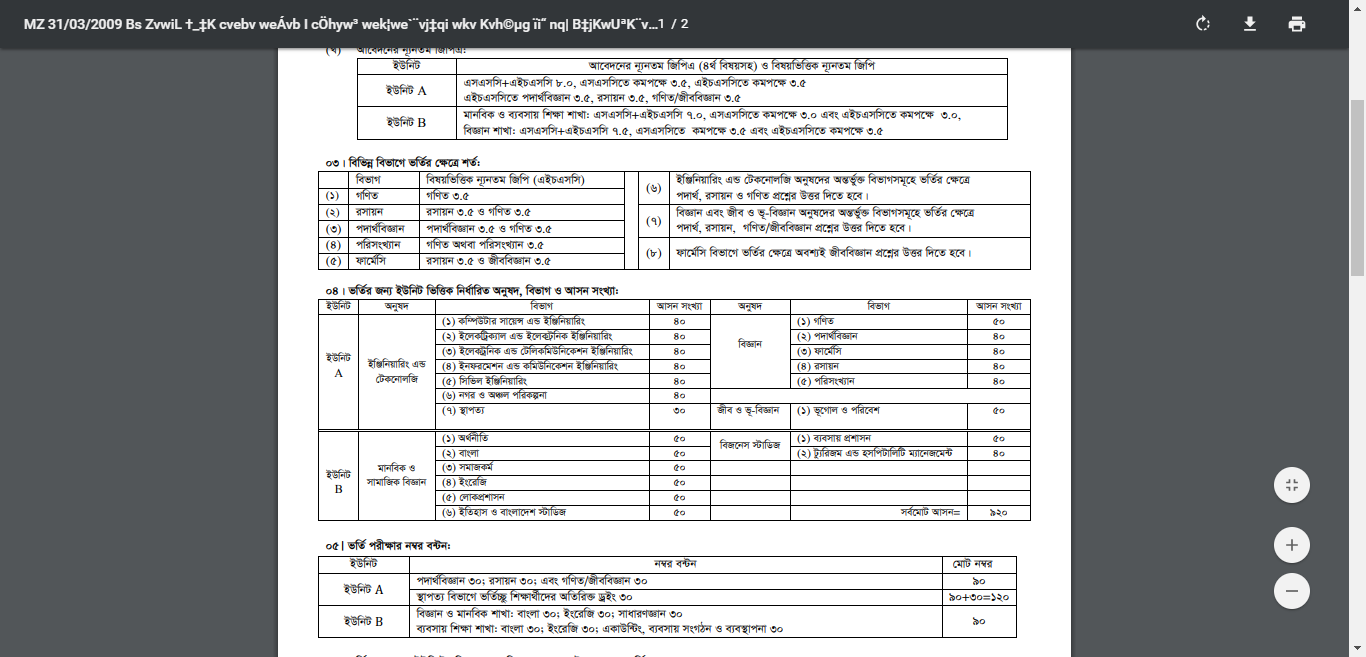 MZ 31/03/2009 Bs ZvwiL †_‡K cvebv weÁvb I cÖhyw³ wek¦we`¨vj‡qi wkv Kvh©µg ïi“ nq| B‡jKwUªK¨v...1 / 2
(খ) আবেদনের ন্যূনতম জিপিএ:
ইউনিট আবেদনের ন্যূনতম জিপিএ (৪র্থ বিষয়সহ) ও বিষয়ভিত্তিক ন্যূনতম জিপি
ইউনিট A এসএসসি+এইচএসসি ৮.০, এসএসসিতে কমপক্ষে ৩.৫, এইচএসসিতে কমপক্ষে ৩.৫
এইচএসসিতে পদার্থবিজ্ঞান ৩.৫, রসায়ন ৩.৫, গণিত/জীববিজ্ঞান ৩.৫
ইউনিট B মানবিক ও ব্যবসায় শিক্ষা শাখা: এসএসসি+এইচএসসি ৭.০, এসএসসিতে কমপক্ষে ৩.০ এবং এইচএসসিতে কমপক্ষে ৩.০,
বিজ্ঞান শাখা: এসএসসি+এইচএসসি ৭.৫, এসএসসিতে কমপক্ষে ৩.৫ এবং এইচএসসিতে কমপক্ষে ৩.৫
০৩। বিভিন্ন বিভাগে ভর্তির ক্ষেত্রে শর্ত:
বিভাগ বিষয়ভিত্তিক ন্যূনতম জিপি (এইচএসসি)
(১) গণিত গণিত ৩.৫
(২) রসায়ন রসায়ন ৩.৫ ও গণিত ৩.৫
(৩) পদার্থবিজ্ঞান পদার্থবিজ্ঞান ৩.৫ ও গণিত ৩.৫
(৪) পরিসংখ্যান গণিত অথবা পরিসংখ্যান ৩.৫
(৫) ফার্মেসি রসায়ন ৩.৫ ও জীববিজ্ঞান ৩.৫
(৬) ইঞ্জিনিয়ারিং এন্ড টেকনোলজি অনুষদের অন্তর্ভুক্ত বিভাগসমূহে ভর্তির ক্ষেত্রে
পদার্থ, রসায়ন ও গণিত প্রশ্নের উত্তর দিতে হবে।
(৭) বিজ্ঞান এবং জীব ও ভূ-বিজ্ঞান অনুষদের অন্তর্ভুক্ত বিভাগসমূহে ভর্তির ক্ষেত্রে
পদার্থ, রসায়ন, গণিত/জীববিজ্ঞান প্রশ্নের উত্তর দিতে হবে।
(৮) ফার্মেসি বিভাগে ভর্তির ক্ষেত্রে অবশ্যই জীববিজ্ঞান প্রশ্নের উত্তর দিতে হবে।
০৪। ভর্তির জন্য ইউনিট ভিত্তিক নির্ধারিত অনুষদ, বিভাগ ও আসন সংখ্যা:
ইউনিট অনুষদ বিভাগ আসন সংখ্যা অনুষদ বিভাগ আসন সংখ্যা
ইউনিট
A
ইঞ্জিনিয়ারিং এন্ড
টেকনোলজি
(১) কম্পিউটার সায়েন্স এন্ড ইঞ্জিনিয়ারিং ৪০
(২) ইলেকট্রিক্যাল এন্ড ইলেকট্রনিক ইঞ্জিনিয়ারিং ৪০
(৩) ইলেকট্রনিক এন্ড টেলিকমিউনিকেশন ইঞ্জিনিয়ারিং ৪০
(৪) ইনফরমেশন এন্ড কমিউনিকেশন ইঞ্জিনিয়ারিং ৪০
(৫) সিভিল ইঞ্জিনিয়ারিং ৪০
(৬) নগর ও অঞ্চল পরিকল্পনা ৪০
(৭) স্থাপত্য ৩০
বিজ্ঞান
(১) গণিত ৫০
(২) পদার্থবিজ্ঞান ৪০
(৩) ফার্মেসি ৪০
(৪) রসায়ন ৪০
(৫) পরিসংখ্যান ৪০
জীব ও ভূ-বিজ্ঞান (১) ভূগোল ও পরিবেশ ৫০
ইউনিট
B
মানবিক ও
সামাজিক বিজ্ঞান
(১) অর্থনীতি ৫০
(২) বাংলা ৫০
(৩) সমাজকর্ম ৫০
(৪) ইংরেজি ৫০
(৫) লোকপ্রশাসন ৫০
(৬) ইতিহাস ও বাংলাদেশ স্টাডিজ ৫০
বিজনেস স্টাডিজ
(১) ব্যবসায় প্রশাসন ৫০
(২) ট্যুরিজম এন্ড হসপিটালিটি ম্যানেজমেন্ট ৪০
সর্বমোট আসন= ৯২০
০৫| ভর্তি পরীক্ষার নম্বর বন্টন:
ইউনিট নম্বর বন্টন মোট নম্বর
ইউনিট A পদার্থবিজ্ঞান ৩০; রসায়ন ৩০; এবং গণিত/জীববিজ্ঞান ৩০ ৯০
স্থাপত্য বিভাগে ভর্তিচ্ছু শিক্ষার্থীদের অতিরিক্ত ড্রইং ৩০ ৯০+৩০=১২০
ইউনিট B বিজ্ঞান ও মানবিক শাখা: বাংলা ৩০; ইংরেজি ৩০; সাধারণজ্ঞান ৩০ ৯০
ব্যবসায় শিক্ষা শাখা: বাংলা ৩০; ইংরেজি ৩০; একাউন্টিং, ব্যবসায় সংগঠন ও ব্যবস্থাপনা ৩০